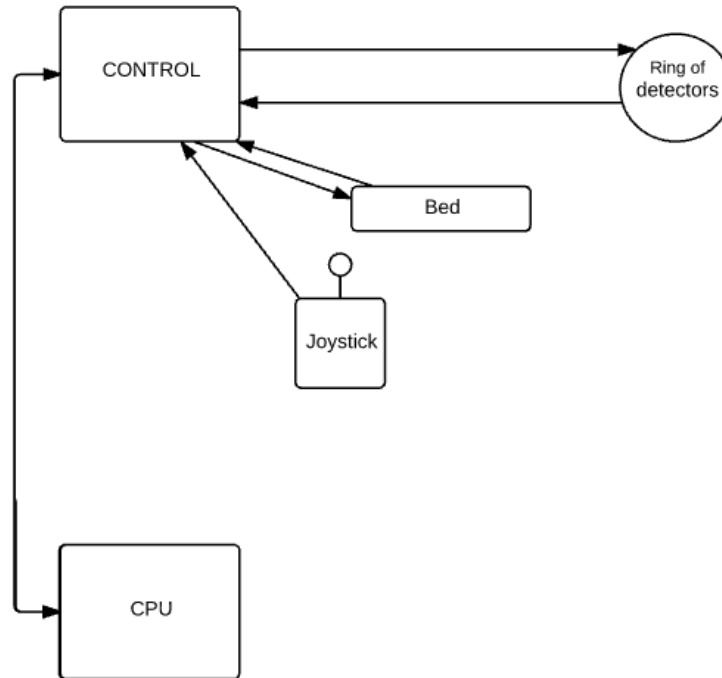 CONTROL
Ring of
detectors
Bed
Joystick
CPU